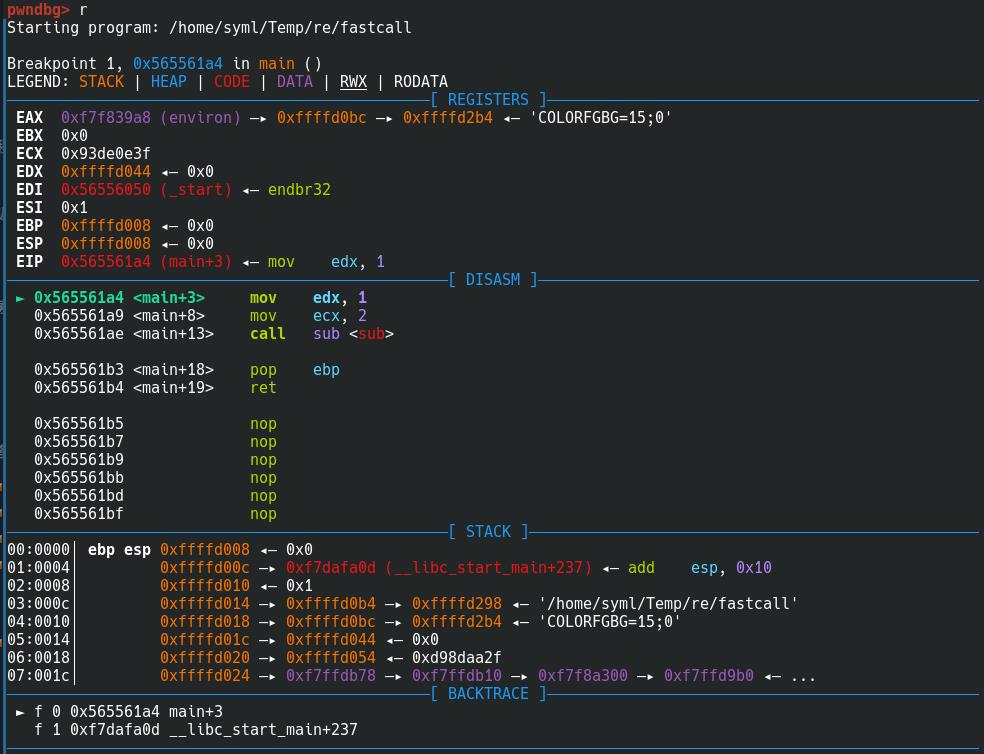 pwndbg> r
Starting program: /home/syml/Temp/re/fastcall
Breakpoint 1, 0x565561a4 in main ()
LEGEND: STACK | HEAP | CODE | DATA | RWX | RODATA
[ REGISTERS ]
EAX  0xf7f839a8 (environ) —▸ 0xffffd0bc —▸ 0xffffd2b4 ◂— 'COLORFGBG=15;0'
EBX  0x0
ECX  0x93de0e3f
EDX  0xffffd044 ◂— 0x0
EDI  0x56556050 (_start) ◂— endbr32
ESI  0x1
EBP  0xffffd008 ◂— 0x0
ESP  0xffffd008 ◂— 0x0
EIP  0x565561a4 (main+3) ◂— mov    edx, 1
[ DISASM ]
► 0x565561a4 <main+3>     mov    edx, 1
0x565561a9 <main+8>     mov    ecx, 2
0x565561ae <main+13>    call   sub <sub>
0x565561b3 <main+18>    pop    ebp
0x565561b4 <main+19>    ret
0x565561b5              nop
0x565561b7              nop
0x565561b9              nop
0x565561bb              nop
0x565561bd              nop
0x565561bf              nop
[ STACK ]
00:0000│ ebp esp 0xffffd008 ◂— 0x0
01:0004│         0xffffd00c —▸ 0xf7dafa0d (__libc_start_main+237) ◂— add    esp, 0x10
02:0008│         0xffffd010 ◂— 0x1
03:000c│         0xffffd014 —▸ 0xffffd0b4 —▸ 0xffffd298 ◂— '/home/syml/Temp/re/fastcall'
04:0010│         0xffffd018 —▸ 0xffffd0bc —▸ 0xffffd2b4 ◂— 'COLORFGBG=15;0'
05:0014│         0xffffd01c —▸ 0xffffd044 ◂— 0x0
06:0018│         0xffffd020 —▸ 0xffffd054 ◂— 0xd98daa2f
07:001c│         0xffffd024 —▸ 0xf7ffdb78 —▸ 0xf7ffdb10 —▸ 0xf7f8a300 —▸ 0xf7ffd9b0 ◂— ...
[ BACKTRACE ]
► f 0 0x565561a4 main+3
f 1 0xf7dafa0d __libc_start_main+237